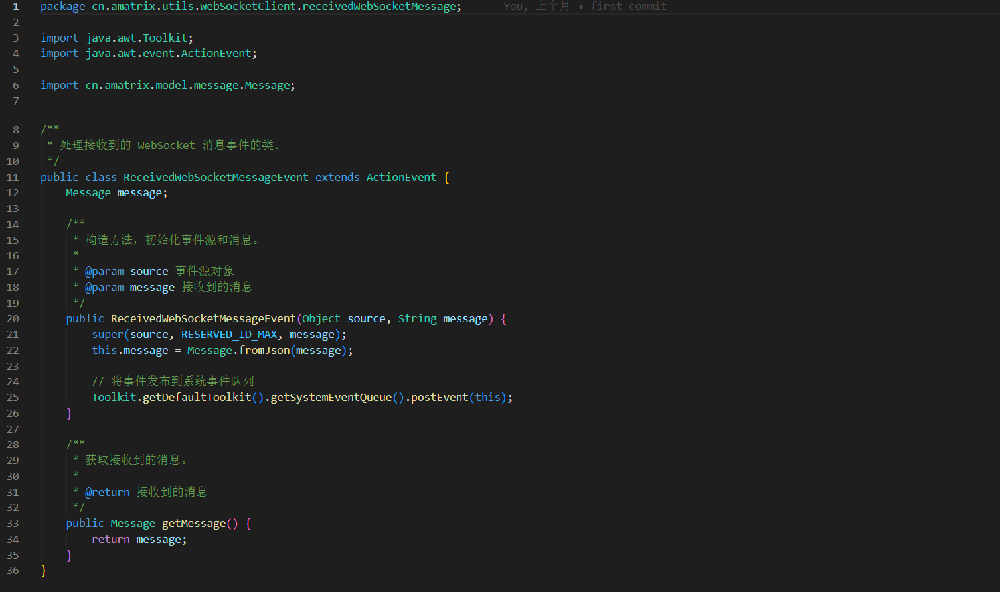 1 package cn.amatrix.utils.webSocketClient.receivedWebSocketMessage; You, 上个月 • first commit
2
3 import java.awt.Toolkit;
4 import java.awt.event.ActionEvent;
5
6 import cn.amatrix.model.message.Message;
7
8 /**
9 * 处理接收到的 WebSocket 消息事件的类。
10 */
11 public class ReceivedWebSocketMessageEvent extends ActionEvent {
12 Message message;
13
14 /**
15 * 构造方法，初始化事件源和消息。
16 *
17 * @param source 事件源对象
18 * @param message 接收到的消息
19 */
20 public ReceivedWebSocketMessageEvent(Object source, String message) {
21 super(source, RESERVED_ID_MAX, message);
22 this.message = Message.fromJson(message);
23
24 // 将事件发布到系统事件队列
25 Toolkit.getDefaultToolkit().getSystemEventQueue().postEvent(this);
26 }
27
28 /**
29 * 获取接收到的消息。
30 *
31 * @return 接收到的消息
32 */
33 public Message getMessage() {
34 return message;
35 }
36 }